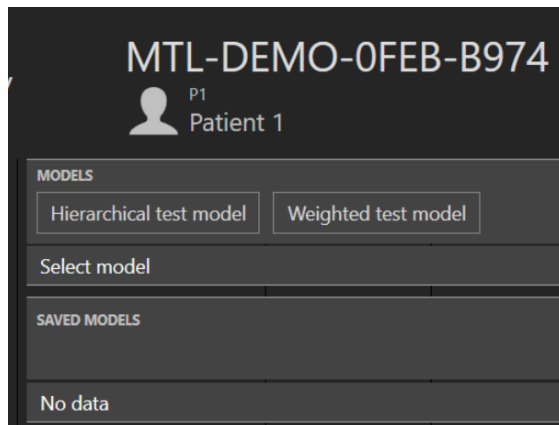 MTL-DEMO-0FEB-B974
P1
Patient 1
MODELS
Hierarchical test model Weighted test model
Select model
SAVED MODELS
No data